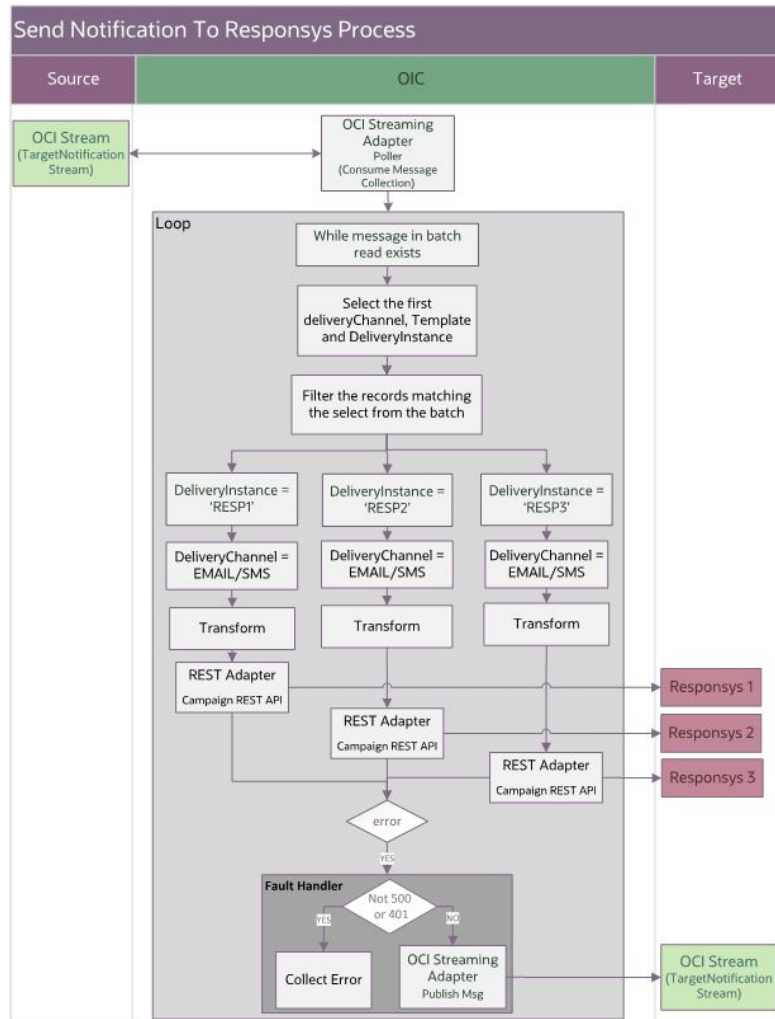 Send Notification To Responsys Process
Source
OIC
Target
OCI Stream
(TargetNotification
Stream)
OCI Streaming
Adapter
Poller
(Consume Message
Collection)
Loop
While message in batch
read exists
Select the first
deliveryChannel, Template
and DeliveryInstance
Filter the records matching
the select from the batch
DeliveryInstance =
‘RESP1’
DeliveryInstance =
‘RESP2’
DeliveryInstance =
‘RESP3’
DeliveryChannel =
EMAIL/SMS
DeliveryChannel =
EMAIL/SMS
DeliveryChannel =
EMAIL/SMS
Transform
Transform
Transform
REST Adapter
Campaign REST API
Responsys 1
REST Adapter
Campaign REST API
Responsys 2
REST Adapter
Campaign REST API
Responsys 3
error
YES
Fault Handler
Not 500
or 401
YES
NO
Collect Error
OCI Streaming
Adapter
Publish Msg
OCI Stream
(TargetNotification
Stream)